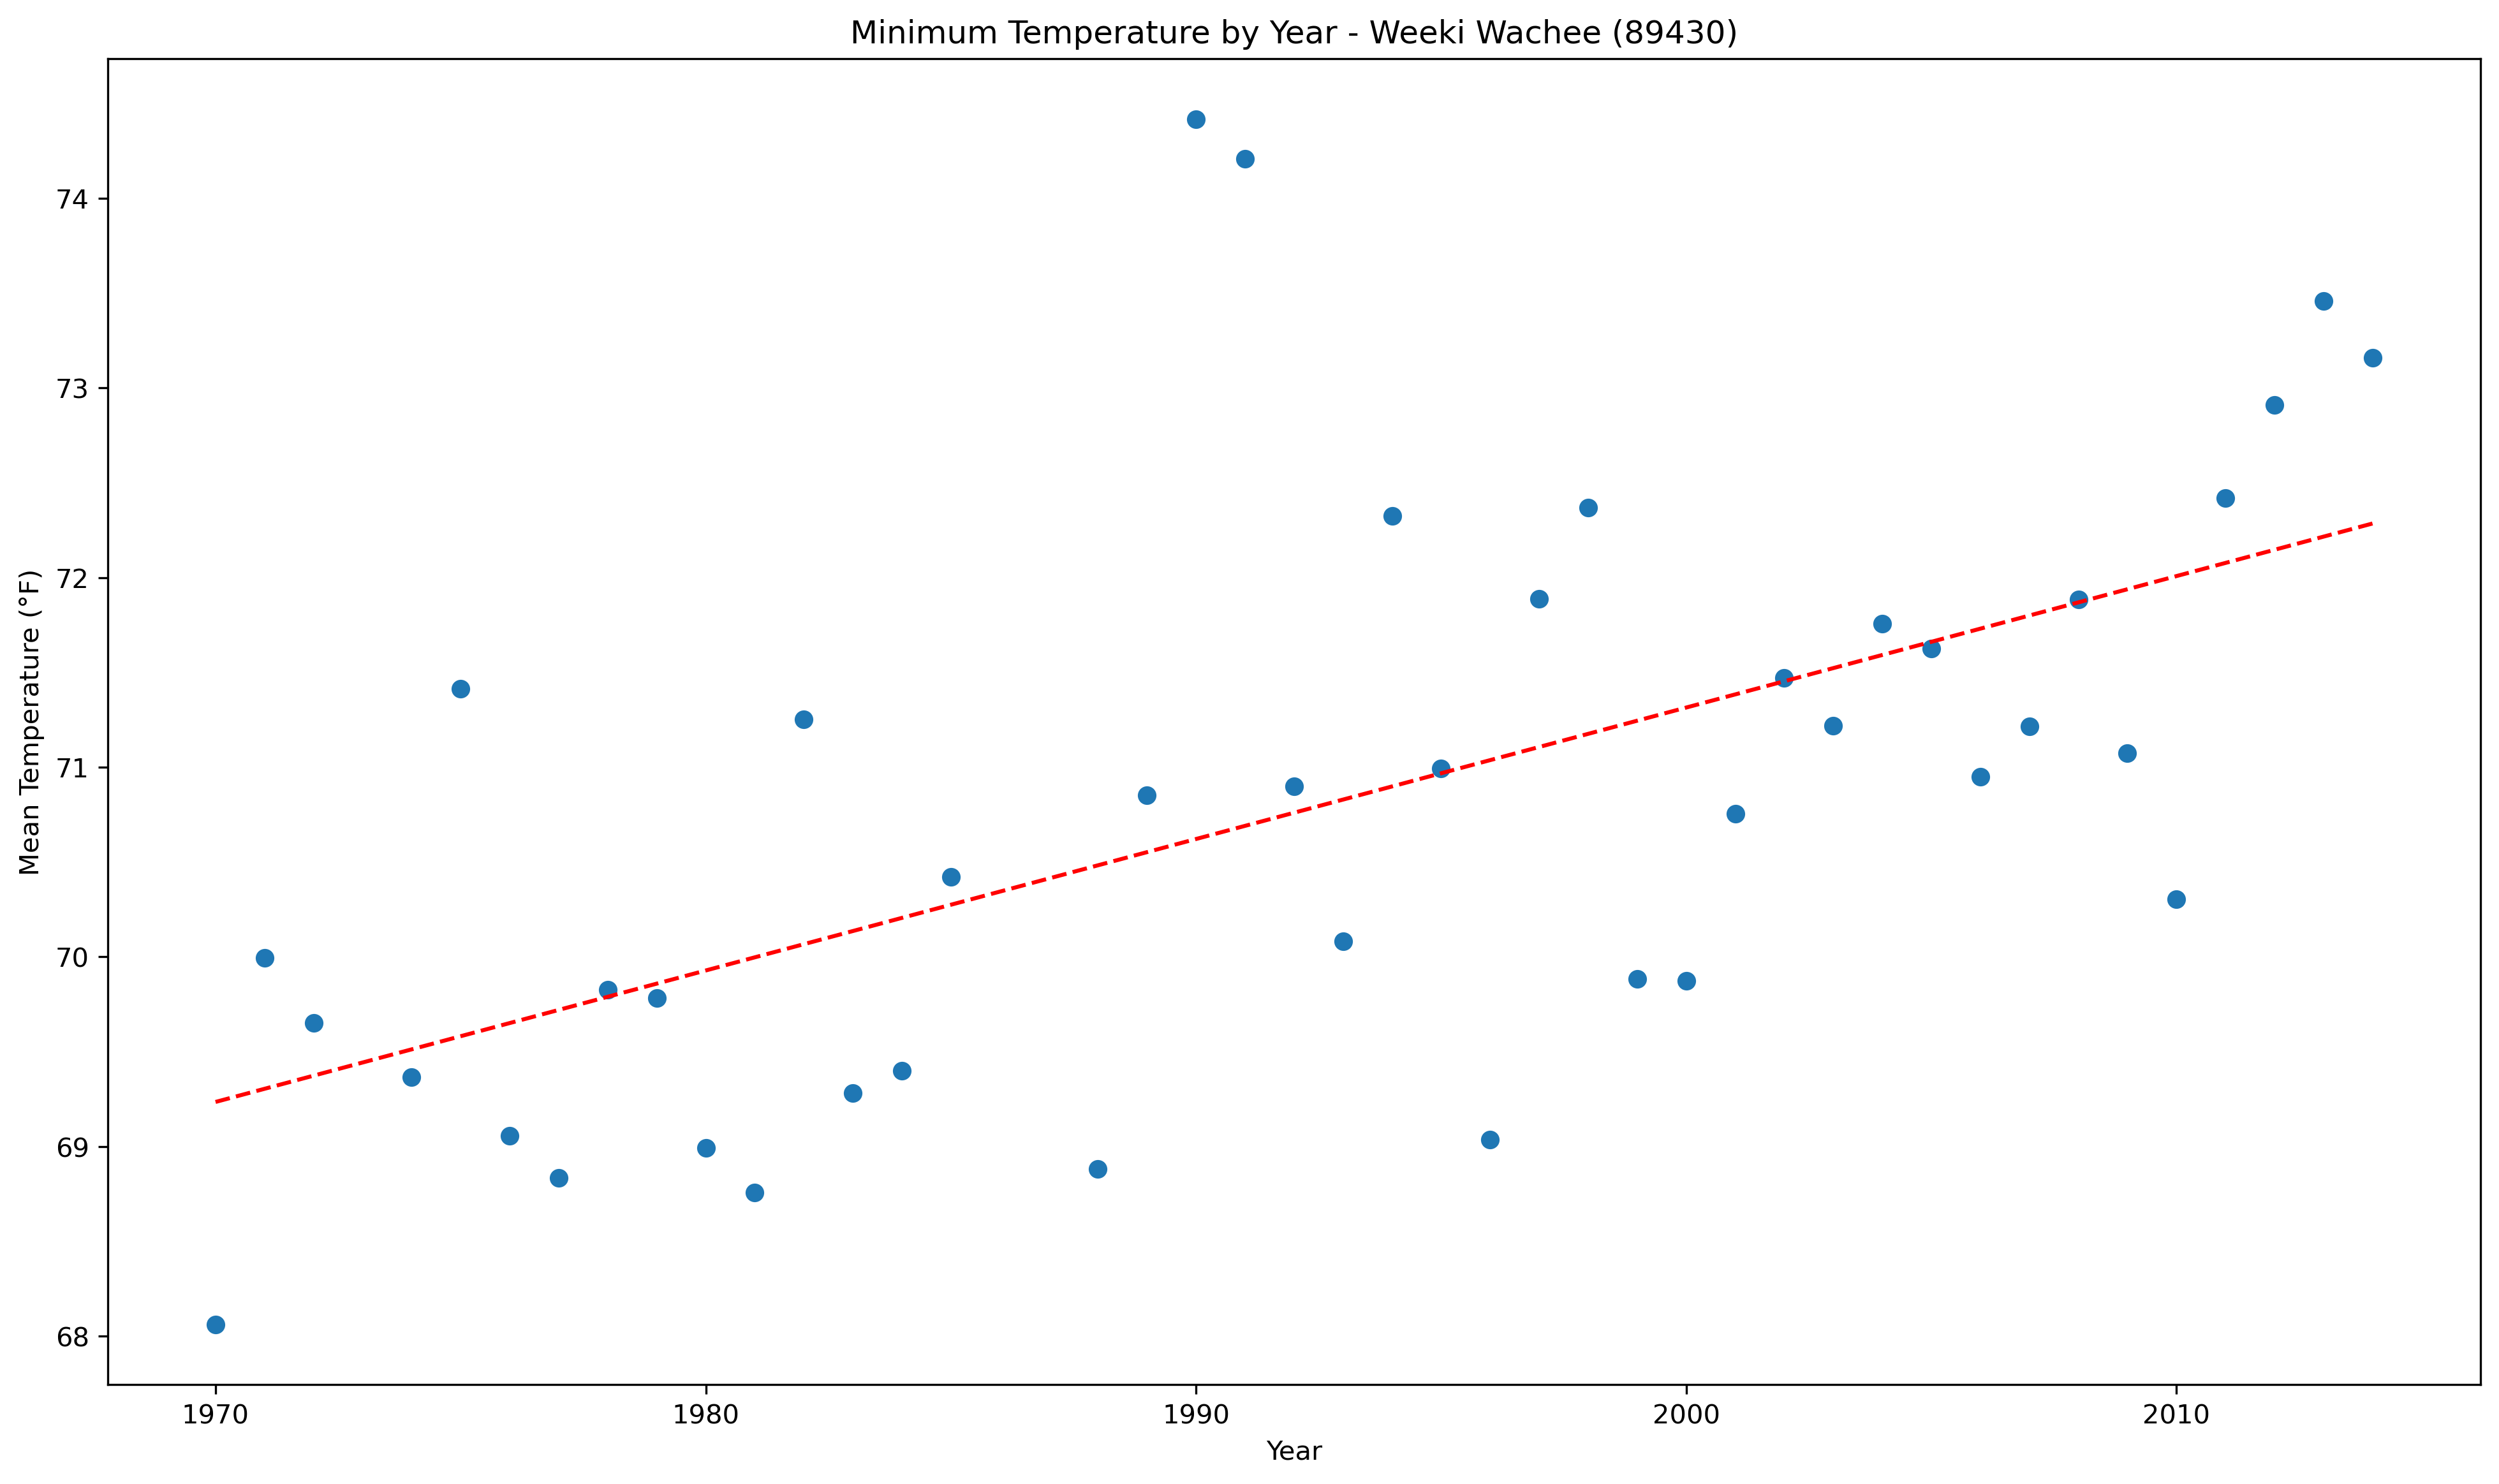 Minimum Temperature by Year - Weeki Wachee (89430)
Mean Temperature (°F)
74
73
72
71
70
69
68
1970 1980 1990 2000 2010
Year